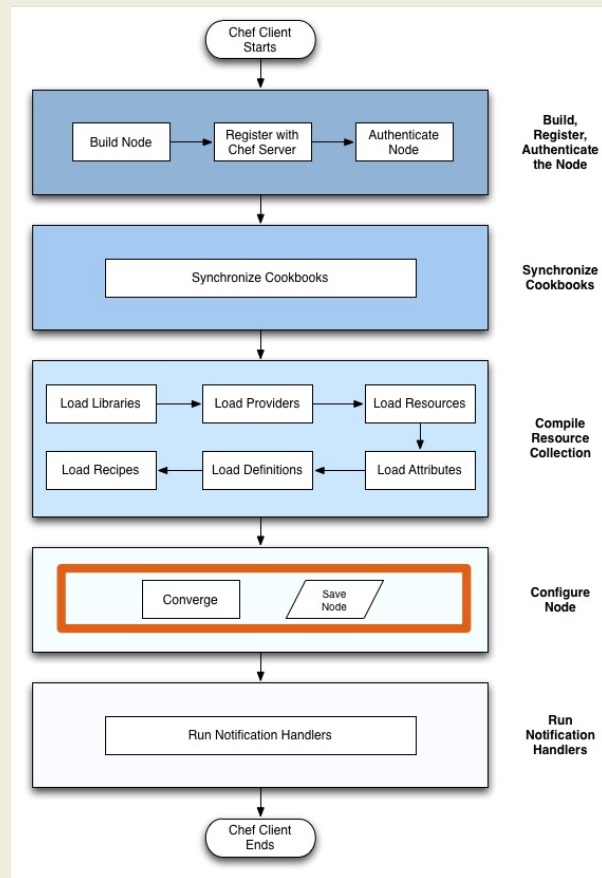 Chef Client
Starts
Build Node
Register with
Chef Server
Authenticate
Node
Build,
Register,
Authenticate
the Node
Synchronize Cookbooks
Synchronize
Cookbooks
Load Libraries
Load Providers
Load Resources
Load Recipes
Load Definitions
Load Attributes
Compile
Resource
Collection
Converge
Save
Node
Configure
Node
Run Notification Handlers
Run
Notification
Handlers
Chef Client
Ends